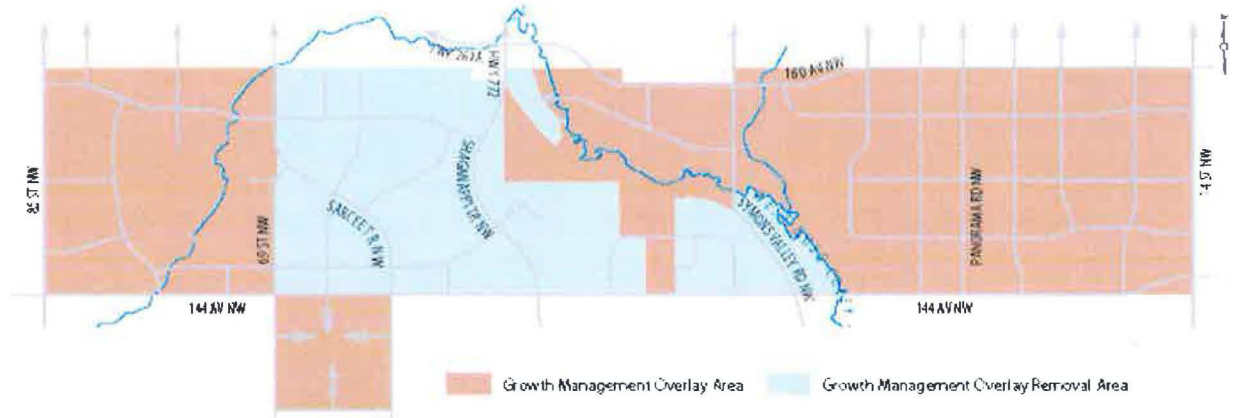 TWP 262A
HWY 772
160 AV NW
85 ST NW
69 ST NW
SARCEE TR NW
SHAGANAPPI TR NW
SYMONS VALLEY RD NW
PANORAMA RD NW
14 ST NW
144 AV NW
144 AV NW
Growth Management Overlay Area
Growth Management Overlay Removal Area